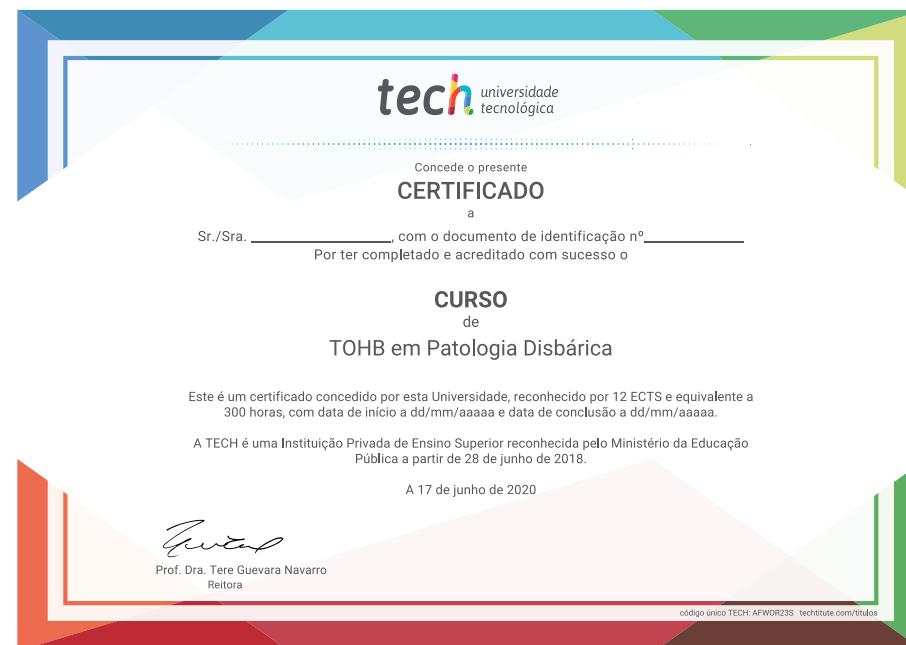 tech universidade
tecnológica
Concede o presente
CERTIFICADO
a
Sr./Sra. ____________________, com o documento de identificação nº______________
Por ter completado e acreditado com sucesso o
CURSO
de
TOHB em Patologia Disbárica
Este é um certificado concedido por esta Universidade, reconhecido por 12 ECTS e equivalente a
300 horas, com data de início a dd/mm/aaaaa e data de conclusão a dd/mm/aaaaa.
A TECH é uma Instituição Privada de Ensino Superior reconhecida pelo Ministério da Educação
Pública a partir de 28 de junho de 2018.
A 17 de junho de 2020
Prof. Dra. Tere Guevara Navarro
Reitora
código único TECH: AFWOR23S techtitute.com/titulos